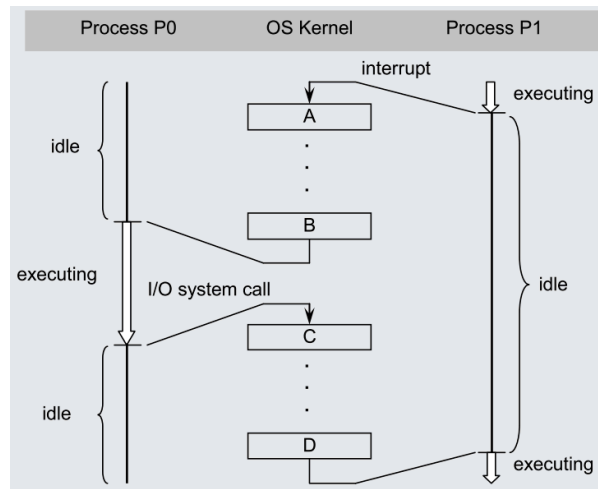 Process P0 OS Kernel Process P1
interrupt
executing
A
idle
B
executing
I/O system call
idle
C
idle
D
executing